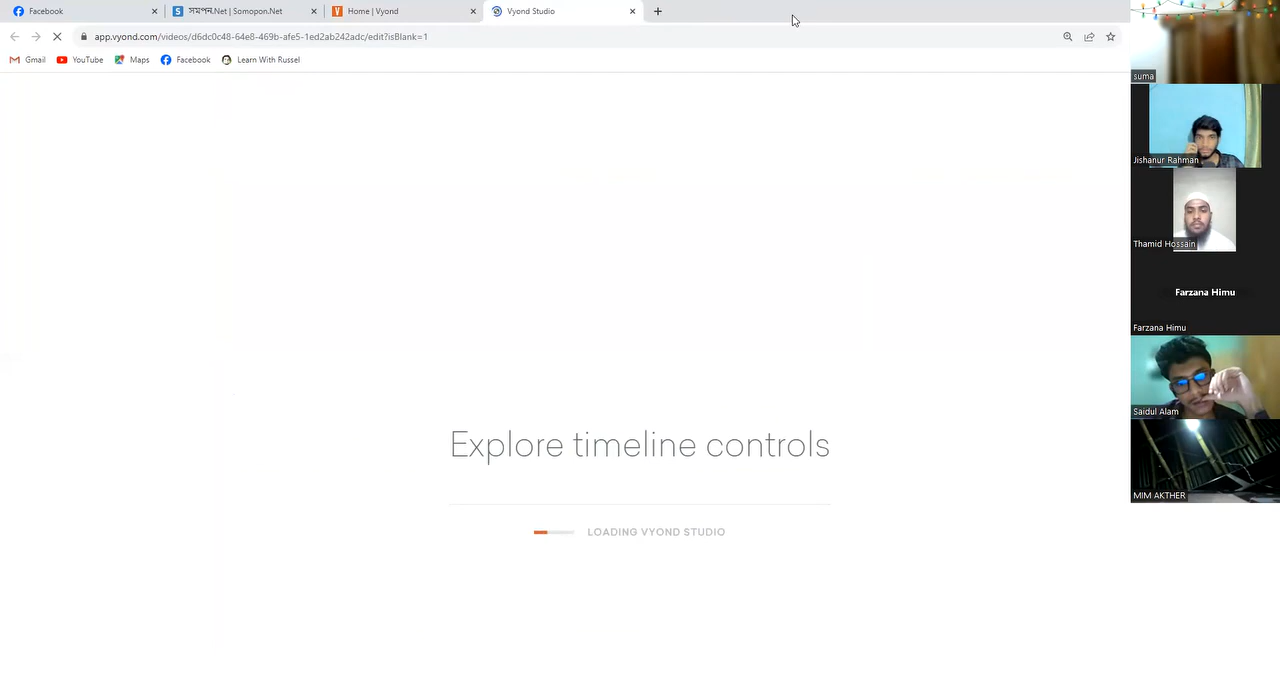 Facebook
সমপন.Net | Somopon.Net
Home | Vyond
Vyond Studio
app.vyond.com/videos/d6dc0c48-64e8-469b-afe5-1ed2ab242adc/edit?isBlank=1
Gmail
YouTube
Maps
Facebook
Learn With Russel
Explore timeline controls
LOADING VYOND STUDIO
suma
Jishanur Rahman
Thamid Hossain
Farzana Himu
Farzana Himu
Saidul Alam
MIM AKTHER